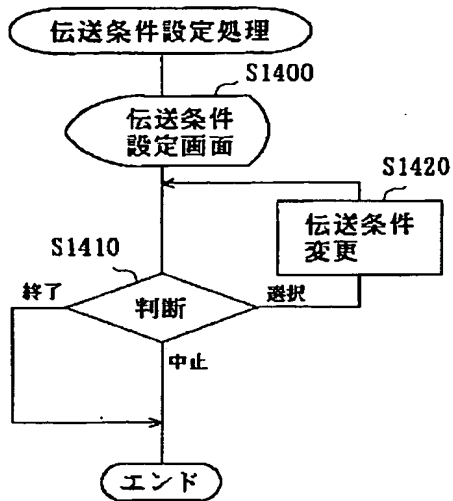 伝送条件設定処理
S1400
伝送条件
設定画面
S1420
伝送条件
変更
S1410
終了
判断
選択
中止
エンド